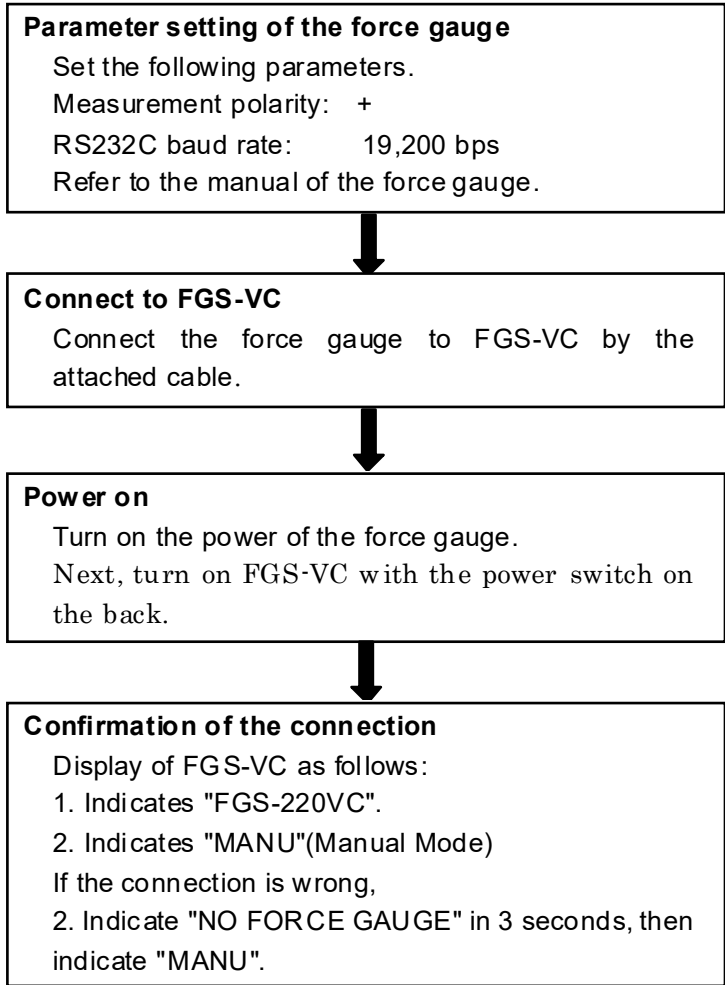 Parameter setting of the force gauge
Set the following parameters.
Measurement polarity: +
RS232C baud rate: 19,200 bps
Refer to the manual of the force gauge.
Connect to FGS-VC
Connect the force gauge to FGS-VC by the
attached cable.
Power on
Turn on the power of the force gauge.
Next, turn on FGS-VC with the power switch on
the back.
Confirmation of the connection
Display of FGS-VC as follows:
1. Indicates "FGS-220VC".
2. Indicates "MANU"(Manual Mode)
If the connection is wrong,
2. Indicate "NO FORCE GAUGE" in 3 seconds, then
indicate "MANU".